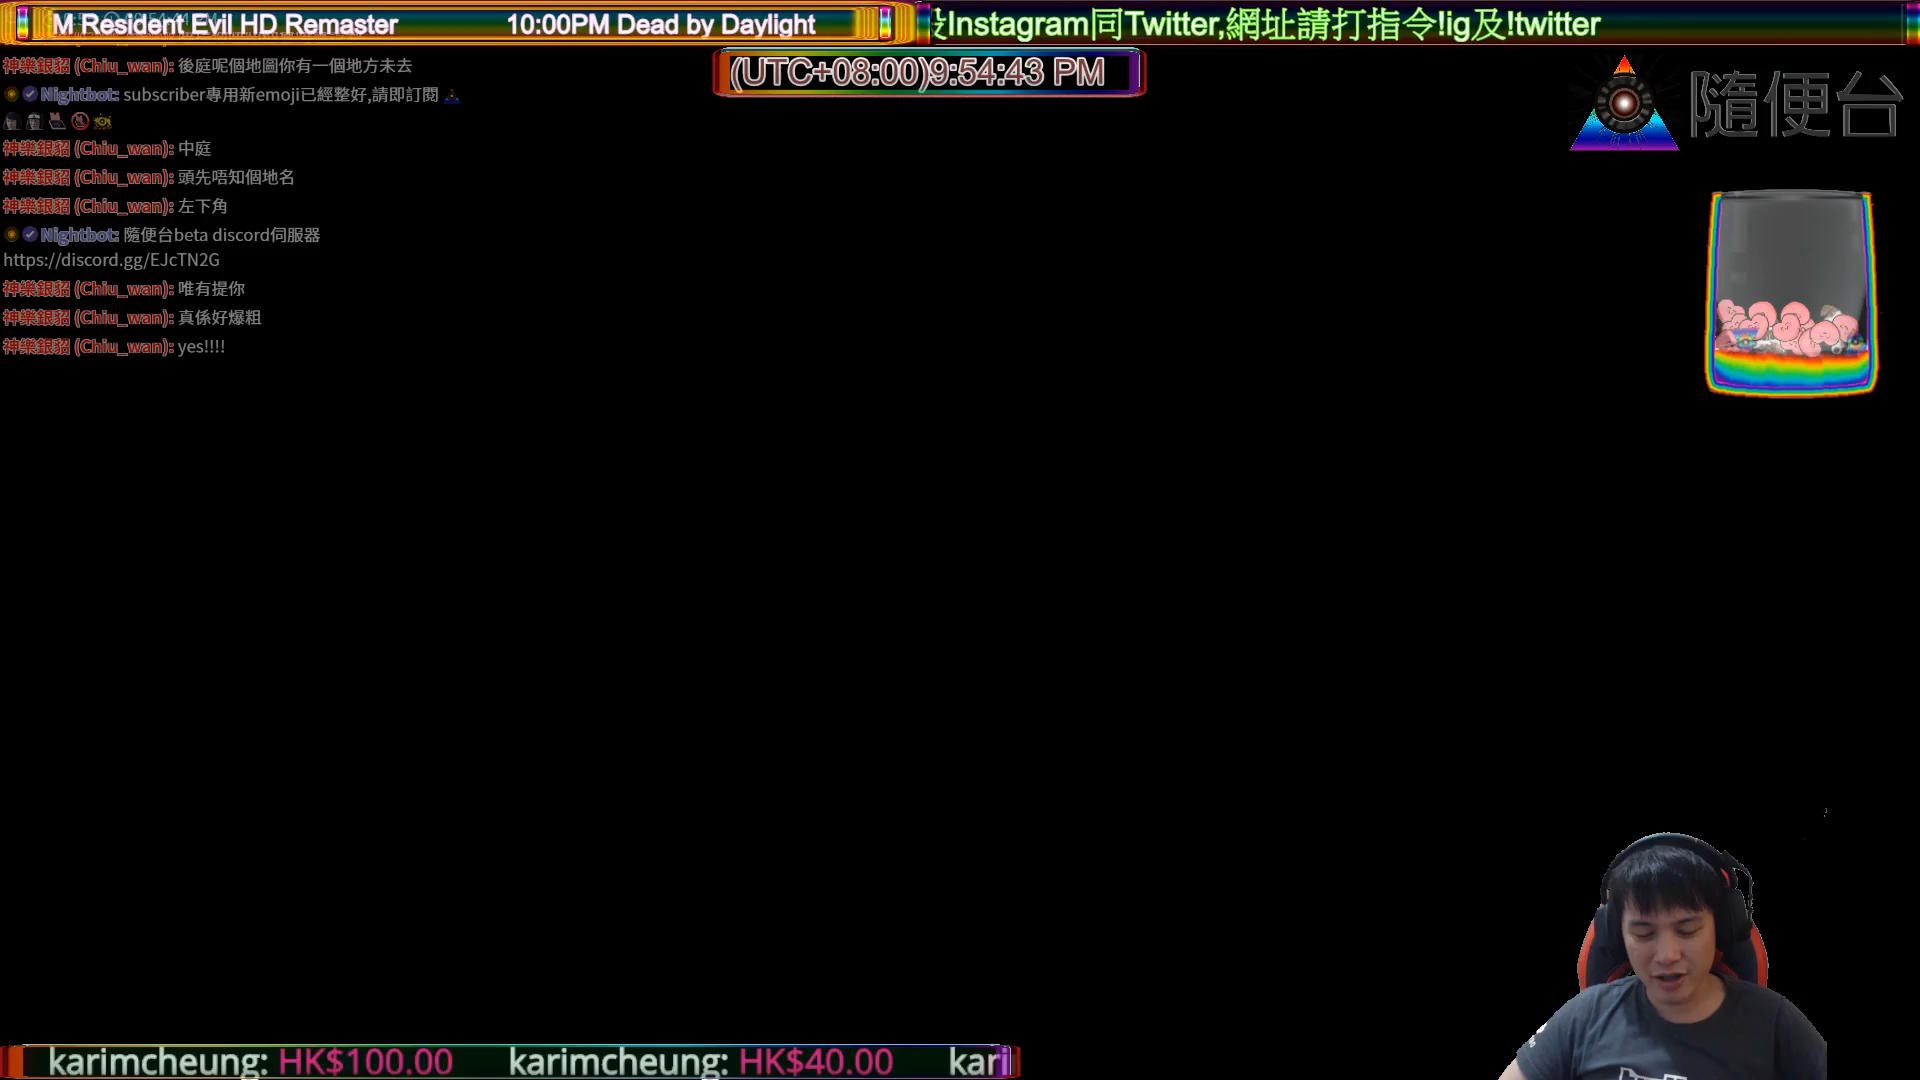 M Resident Evil HD Remaster 10:00PM Dead by Daylight
Instagram同Twitter,網址請打指令!ig及!twitter
(UTC+08:00)9:54:43 PM
隨便台
神樂銀貂 (Chiu_wan): 後庭呢個地圖你有一個地方未去
Nightbot: subscriber專用新emoji已經整好,請即訂閱
神樂銀貂 (Chiu_wan): 中庭
神樂銀貂 (Chiu_wan): 頭先唔知個地名
神樂銀貂 (Chiu_wan): 左下角
Nightbot: 隨便台beta discord伺服器
https://discord.gg/EJcTN2G
神樂銀貂 (Chiu_wan): 唯有提你
神樂銀貂 (Chiu_wan): 真係好爆粗
神樂銀貂 (Chiu_wan): yes!!!!
karimcheung: HK$100.00 karimcheung: HK$40.00 kari